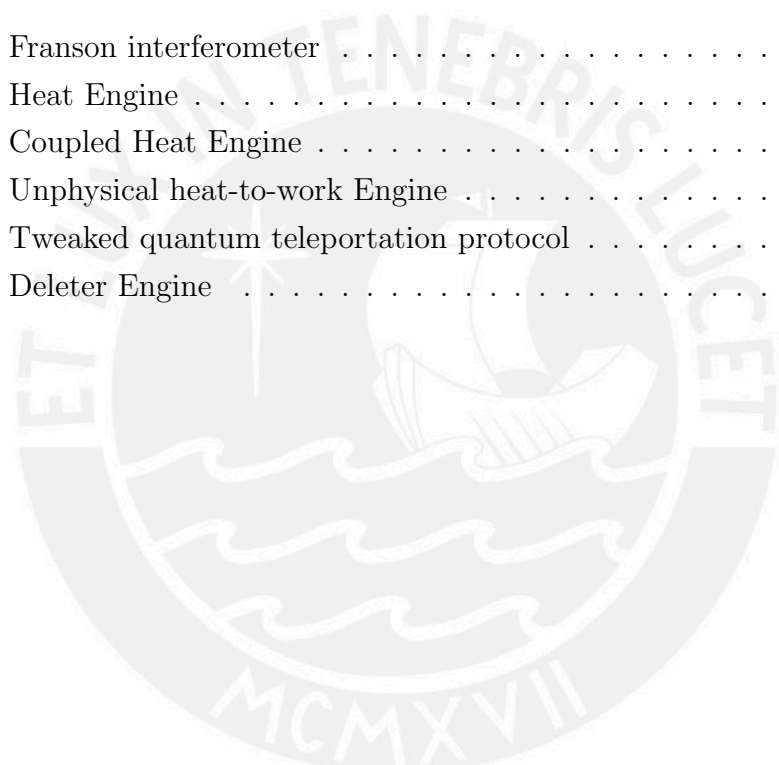 Franson interferometer . . . . . . . . . . . . . . . . . .
Heat Engine . . . . . . . . . . . . . . . . . . . . . . . .
Coupled Heat Engine . . . . . . . . . . . . . . . . . . .
Unphysical heat-to-work Engine . . . . . . . . . . . . .
Tweaked quantum teleportation protocol . . . . . . . .
Deleter Engine . . . . . . . . . . . . . . . . . . . . . .
ET LUX IN TENEBRIS LUCET
MCMXVII